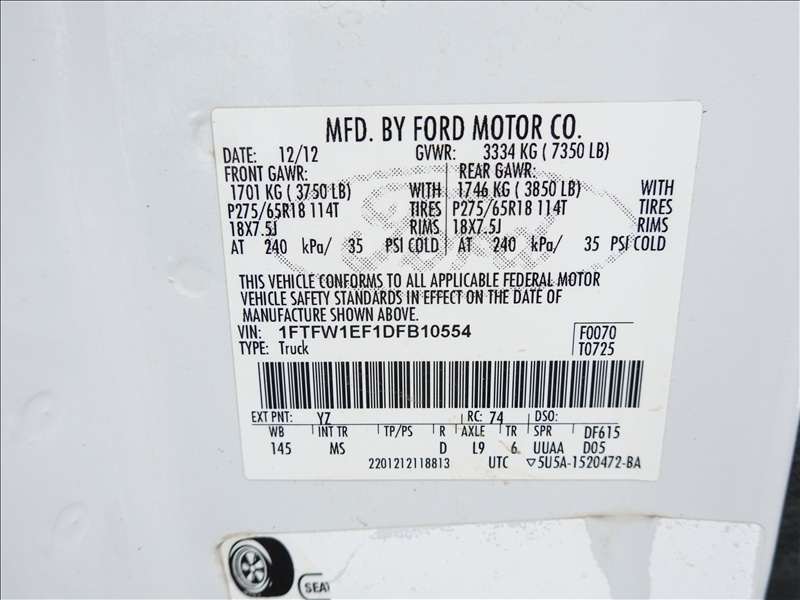 MFD. BY FORD MOTOR CO.
DATE: 12/12 GVWR: 3334 KG ( 7350 LB)
FRONT GAWR: REAR GAWR:
1701 KG ( 3750 LB) WITH 1746 KG ( 3850 LB) WITH
P275/65R18 114T TIRES P275/65R18 114T TIRES
18X7.5J RIMS 18X7.5J RIMS
AT 240 kPa/ 35 PSI COLD AT 240 kPa/ 35 PSI COLD
THIS VEHICLE CONFORMS TO ALL APPLICABLE FEDERAL MOTOR
VEHICLE SAFETY STANDARDS IN EFFECT ON THE DATE OF
MANUFACTURE SHOWN ABOVE.
VIN: 1FTFW1EF1DFB10554 F0070
TYPE: Truck T0725
EXT PNT: YZ RC: 74 DSO:
WB INT TR TP/PS R AXLE TR SPR DF615
145 MS D L9 6 UUAA D05
2201212118813 UTC ▽5U5A-1520472-BA
SEAT